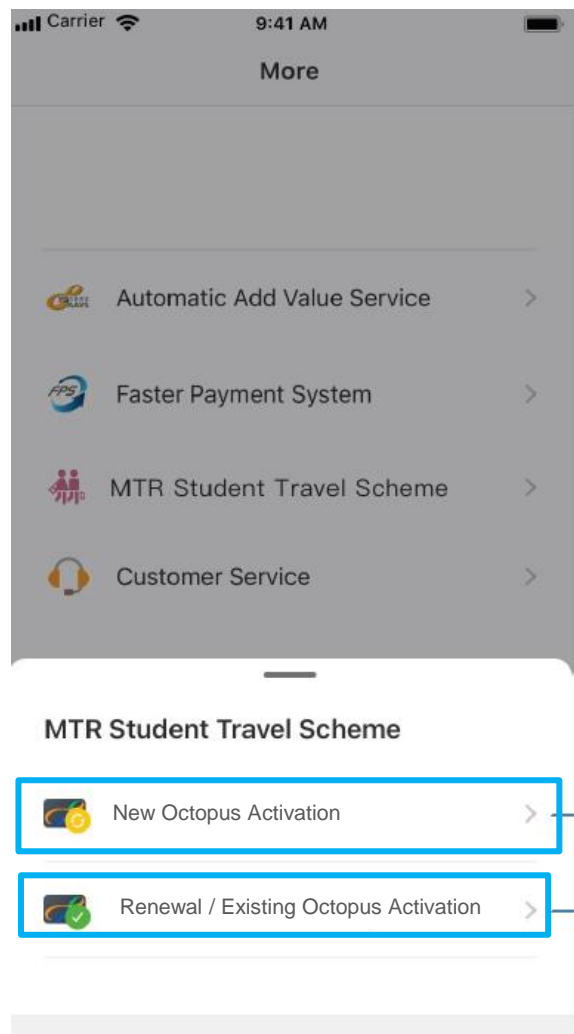 Carrier 9:41 AM
More
Automatic Add Value Service
FPS Faster Payment System
MTR Student Travel Scheme
Customer Service
MTR Student Travel Scheme
New Octopus Activation
Renewal / Existing Octopus Activation